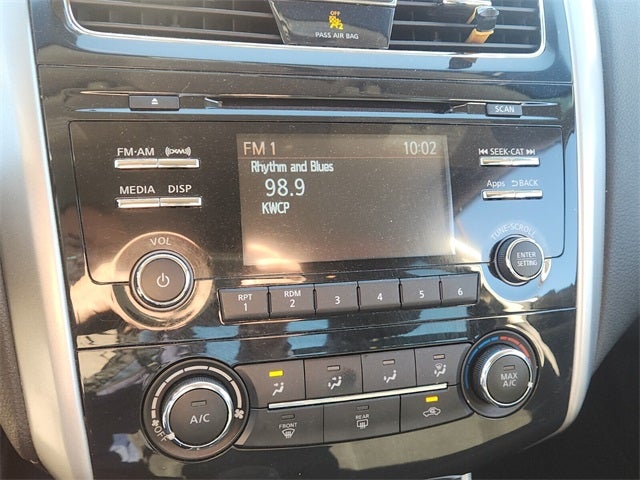 OFF
2
PASS AIR BAG
SCAN
FM·AM
SEEK·CAT
MEDIA DISP
Apps BACK
FM 1 10:02
Rhythm and Blues
98.9
KWCP
VOL
TUNE·SCROLL
ENTER
SETTING
RPT
1
RDM
2
3
4
5
6
A/C
OFF
FRONT
REAR
MAX
A/C